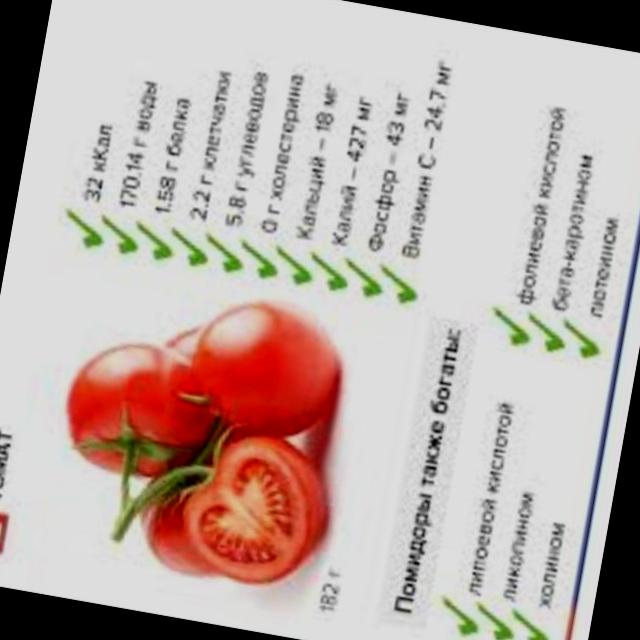 32 кКал
170.14 г воды
1.58 г белка
2.2 г клетчатки
5.8 г углеводов
0 г холестерина
Кальций – 18 мг
Калий – 427 мг
Фосфор – 43 мг
Витамин С – 24.7 мг
182 г
Помидоры также богаты:
липоевой кислотой
ликопином
холином
фолиевой кислотой
бета-каротином
лютеином